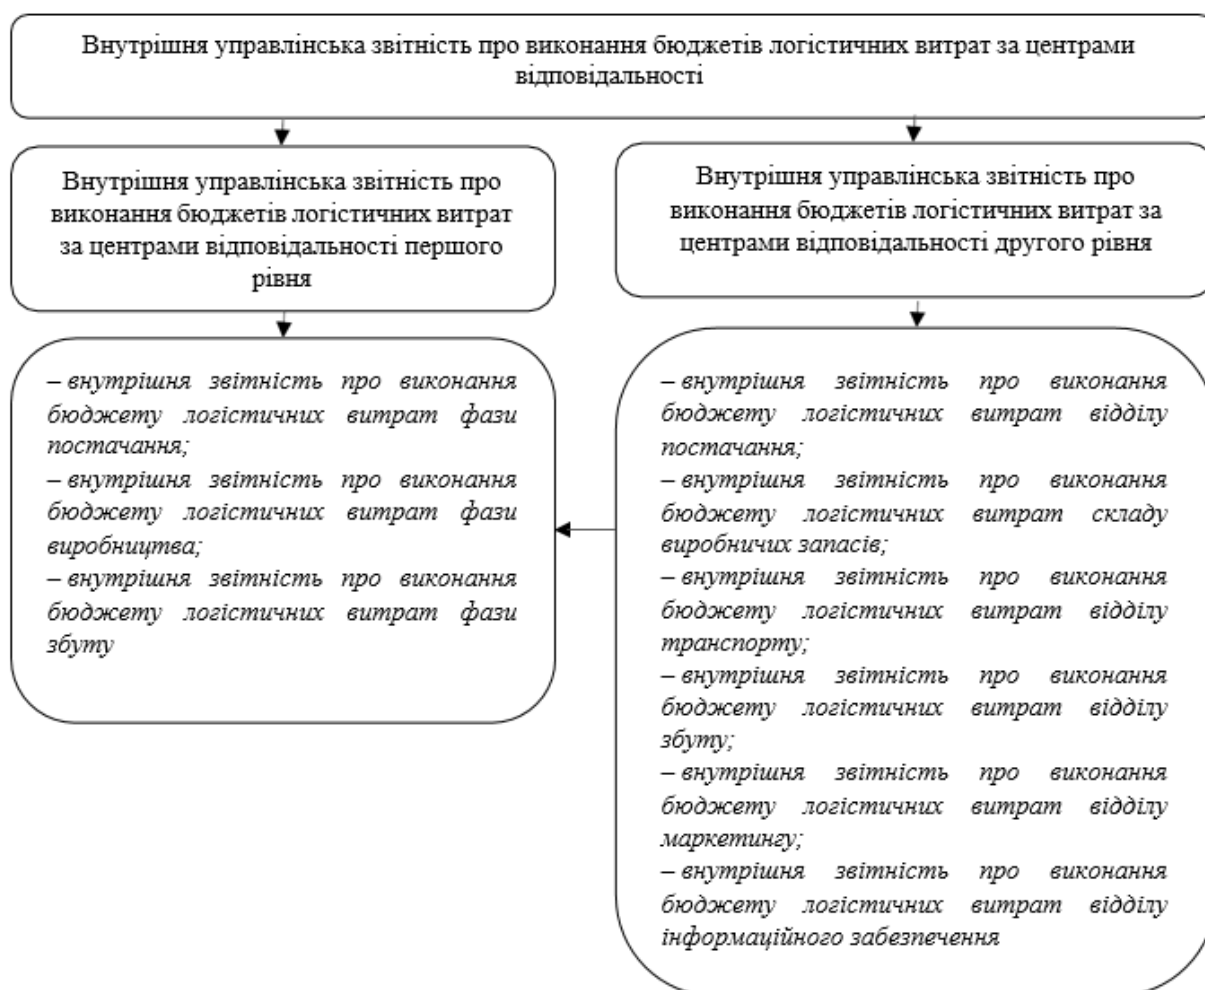 Внутрішня управлінська звітність про виконання бюджетів логістичних витрат за центрами
відповідальності
Внутрішня управлінська звітність про
виконання бюджетів логістичних витрат
за центрами відповідальності першого
рівня
Внутрішня управлінська звітність про
виконання бюджетів логістичних витрат за
центрами відповідальності другого рівня
– внутрішня звітність про виконання
бюджету логістичних витрат фази
постачання;
– внутрішня звітність про виконання
бюджету логістичних витрат фази
виробництва;
– внутрішня звітність про виконання
бюджету логістичних витрат фази
збуту
– внутрішня звітність про виконання
бюджету логістичних витрат відділу
постачання;
– внутрішня звітність про виконання
бюджету логістичних витрат складу
виробничих запасів;
– внутрішня звітність про виконання
бюджету логістичних витрат відділу
транспорту;
– внутрішня звітність про виконання
бюджету логістичних витрат відділу
збуту;
– внутрішня звітність про виконання
бюджету логістичних витрат відділу
маркетингу;
– внутрішня звітність про виконання
бюджету логістичних витрат відділу
інформаційного забезпечення